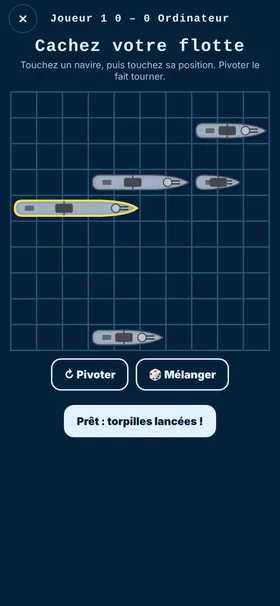 ×
Joueur 1 0 – 0 Ordinateur
Cachez votre flotte
Touchez un navire, puis touchez sa position. Pivoter le
fait tourner.
↻ Pivoter
🎲 Mélanger
Prêt : torpilles lancées !